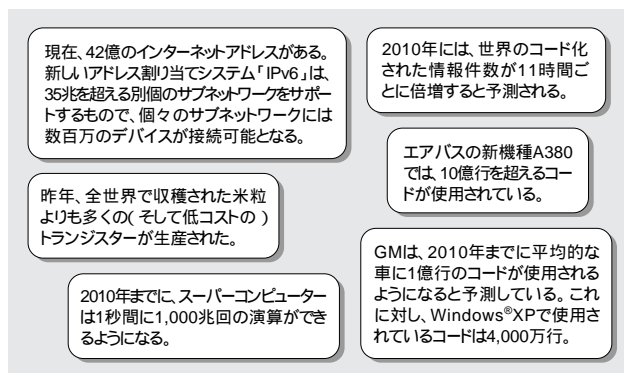 現在、42億のインターネットアドレスがある。
新しいアドレス割り当てシステム「IPv6」は、
35兆を超える別個のサブネットワークをサポー
トするもので、個々のサブネットワークには
数百万のデバイスが接続可能となる。
昨年、全世界で収穫された米粒
よりも多くの(そして低コストの)
トランジスターが生産された。
2010年までに、スーパーコンピューター
は1秒間に1,000兆回の演算ができ
るようになる。
2010年には、世界のコード化
された情報件数が11時間ご
とに倍増すると予測される。
エアバスの新機種A380
では、10億行を超えるコー
ドが使用されている。
GMは、2010年までに平均的な
車に1億行のコードが使用される
ようになると予測している。これ
に対し、Windows®XPで使用さ
れているコードは4,000万行。